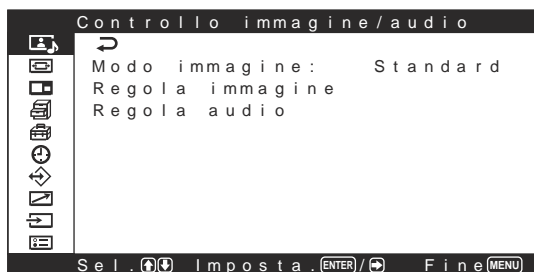 Controllo immagine/audio
Modo immagine: Standard
Regola immagine
Regola audio
Sel. Imposta. ENTER/ Fine MENU